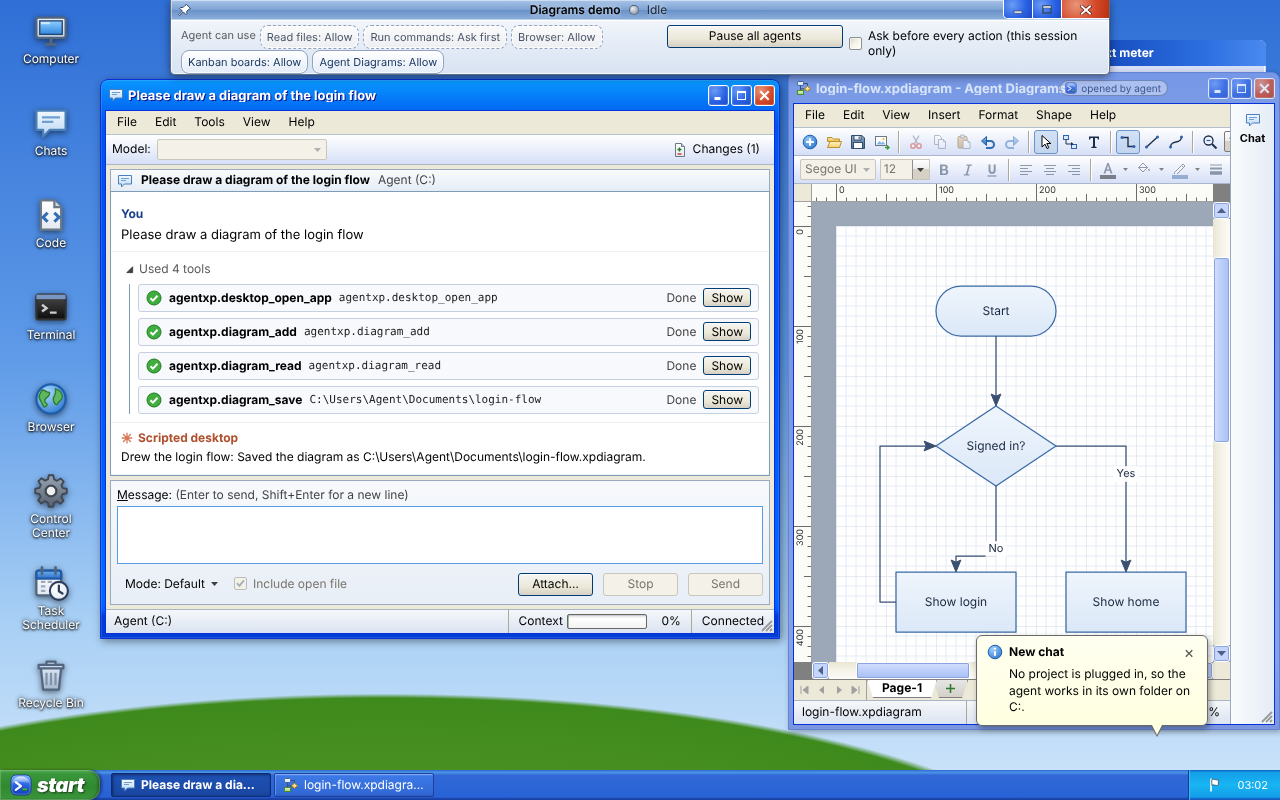 Diagrams demo
Idle
Agent can use
Read files: Allow
Run commands: Ask first
Browser: Allow
Kanban boards: Allow
Agent Diagrams: Allow
Pause all agents
Ask before every action (this session only)
Computer
Chats
Code
Terminal
Browser
Control Center
Task Scheduler
Recycle Bin
Please draw a diagram of the login flow
File
Edit
Tools
View
Help
Model:
Changes (1)
Please draw a diagram of the login flow
Agent (C:)
You
Please draw a diagram of the login flow
Used 4 tools
agentxp.desktop_open_app agentxp.desktop_open_app Done Show
agentxp.diagram_add agentxp.diagram_add Done Show
agentxp.diagram_read agentxp.diagram_read Done Show
agentxp.diagram_save C:\Users\Agent\Documents\login-flow Done Show
Scripted desktop
Drew the login flow: Saved the diagram as C:\Users\Agent\Documents\login-flow.xpdiagram.
Message: (Enter to send, Shift+Enter for a new line)
Mode: Default
Include open file
Attach...
Stop
Send
Agent (C:)
Context
0%
Connected
meter
login-flow.xpdiagram - Agent Diagrams
opened by agent
File
Edit
View
Insert
Format
Shape
Help
Chat
Segoe UI
12
B
I
U
A
0
100
200
300
0
100
200
300
400
Start
Signed in?
Yes
No
Show login
Show home
Page-1
login-flow.xpdiagram
%
New chat
No project is plugged in, so the
agent works in its own folder on
C:.
start
Please draw a dia...
login-flow.xpdiagra...
03:02